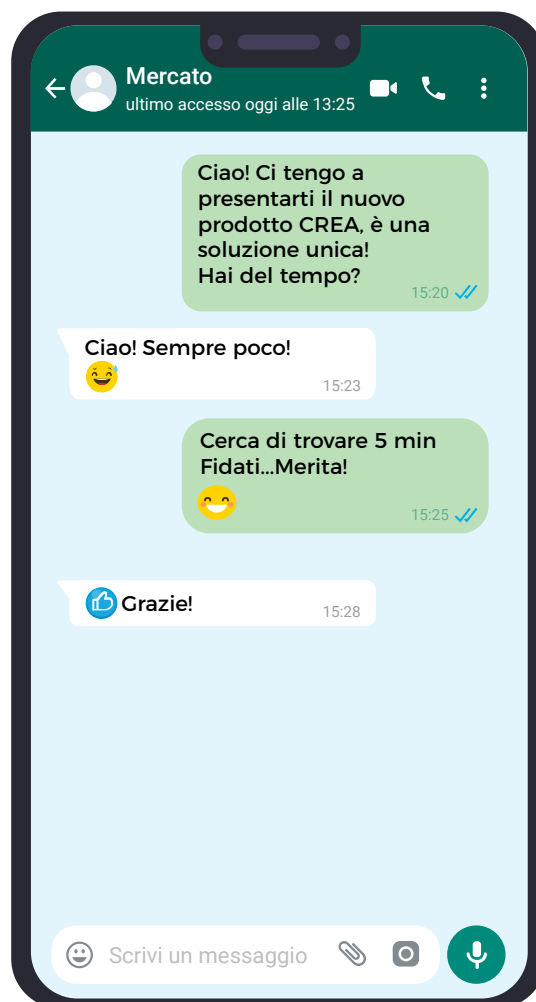 Mercato
ultimo accesso oggi alle 13:25
Ciao! Ci tengo a
presentarti il nuovo
prodotto CREA, è una
soluzione unica!
Hai del tempo?
15:20
Ciao! Sempre poco!
15:23
Cerca di trovare 5 min
Fidati...Merita!
15:25
Grazie!
15:28
Scrivi un messaggio